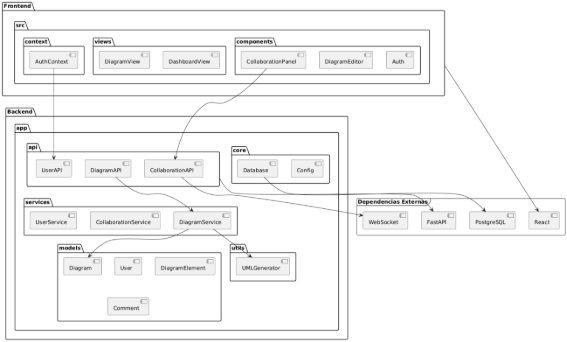 Frontend
src
context
views
components
AuthContext
DiagramView
DashboardView
CollaborationPanel
DiagramEditor
Auth
Backend
app
api
core
UserAPI
DiagramAPI
CollaborationAPI
Database
Config
services
Dependencias Externas
UserService
CollaborationService
DiagramService
WebSocket
FastAPI
PostgreSQL
React
models
utils
Diagram
User
DiagramElement
UMLGenerator
Comment